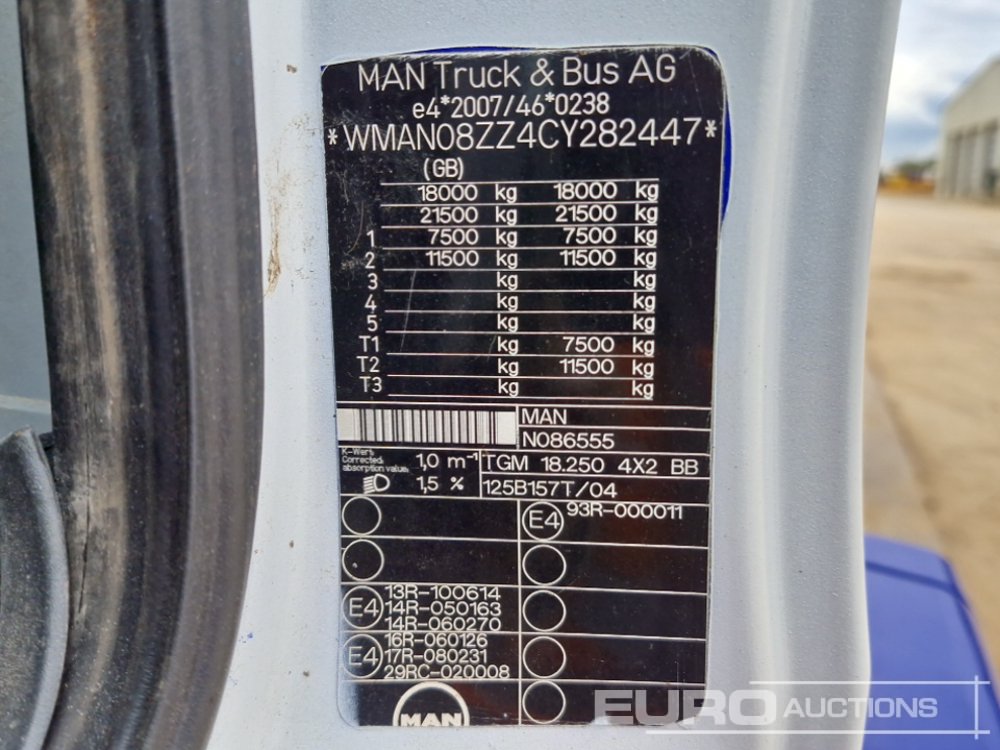 MAN Truck & Bus AG
e4*2007/46*0238
*WMAN08ZZ4CY282447*
(GB)
18000 kg 18000 kg
21500 kg 21500 kg
1 7500 kg 7500 kg
2 11500 kg 11500 kg
3 kg kg
4 kg kg
5 kg kg
T1 kg 7500 kg
T2 kg 11500 kg
T3 kg kg
MAN
N086555
K-Wert
Corrected
absorption value: 1,0 m⁻¹
TGM 18.250 4X2 BB
1,5 %
125B157T/04
E4 93R-000011
13R-100614
E4 14R-050163
14R-060270
16R-060126
E4 17R-080231
29RC-020008
MAN
EURO AUCTIONS